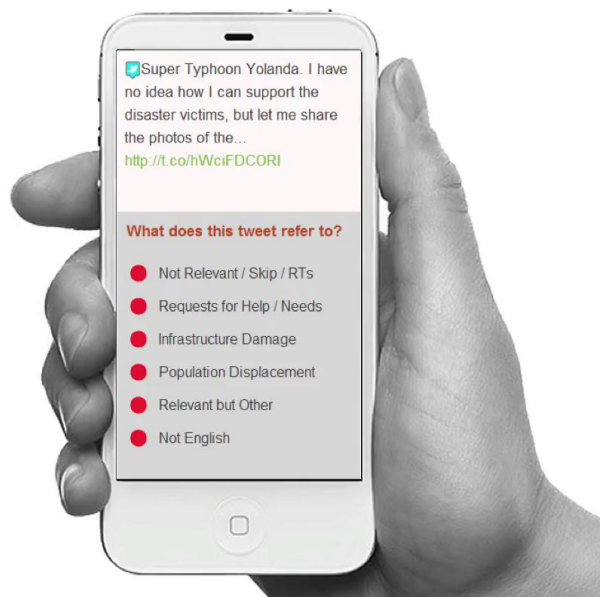 Super Typhoon Yolanda. I have
no idea how I can support the
disaster victims, but let me share
the photos of the...
http://t.co/hWciFDCORI
What does this tweet refer to?
Not Relevant / Skip / RTs
Requests for Help / Needs
Infrastructure Damage
Population Displacement
Relevant but Other
Not English